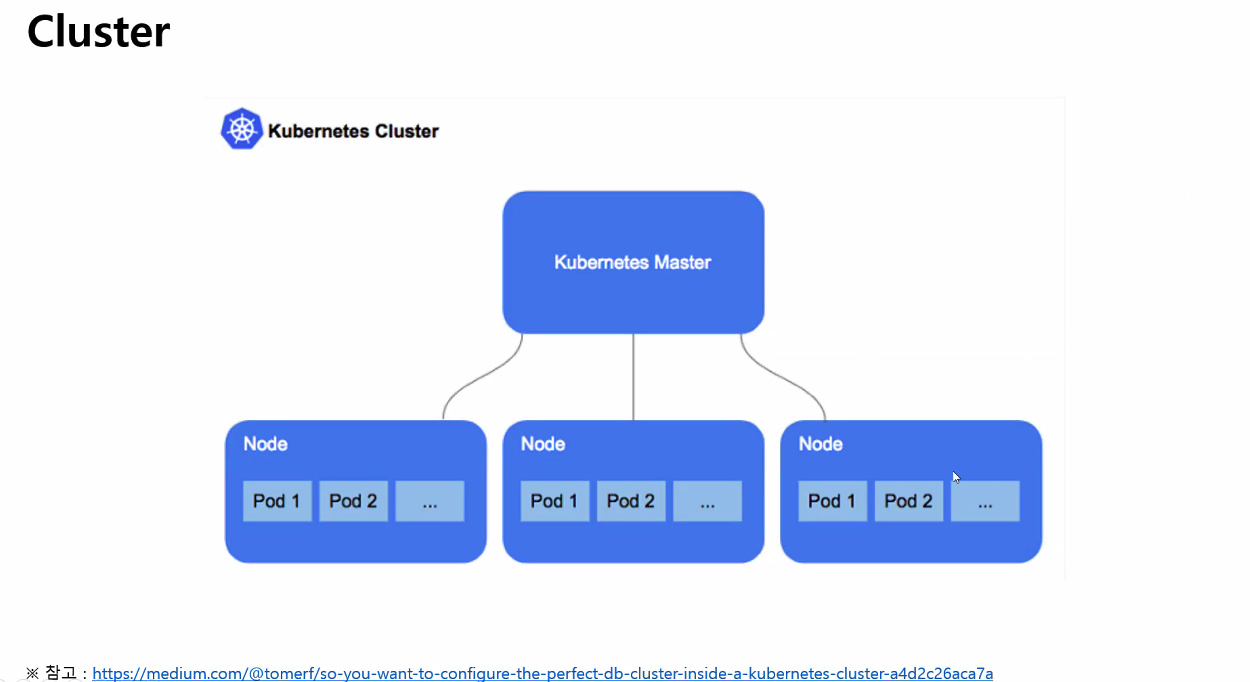 Cluster
Kubernetes Cluster
Kubernetes Master
Node
Pod 1 Pod 2 ...
Node
Pod 1 Pod 2 ...
Node
Pod 1 Pod 2 ...
※ 참고 : https://medium.com/@tomerf/so-you-want-to-configure-the-perfect-db-cluster-inside-a-kubernetes-cluster-a4d2c26aca7a